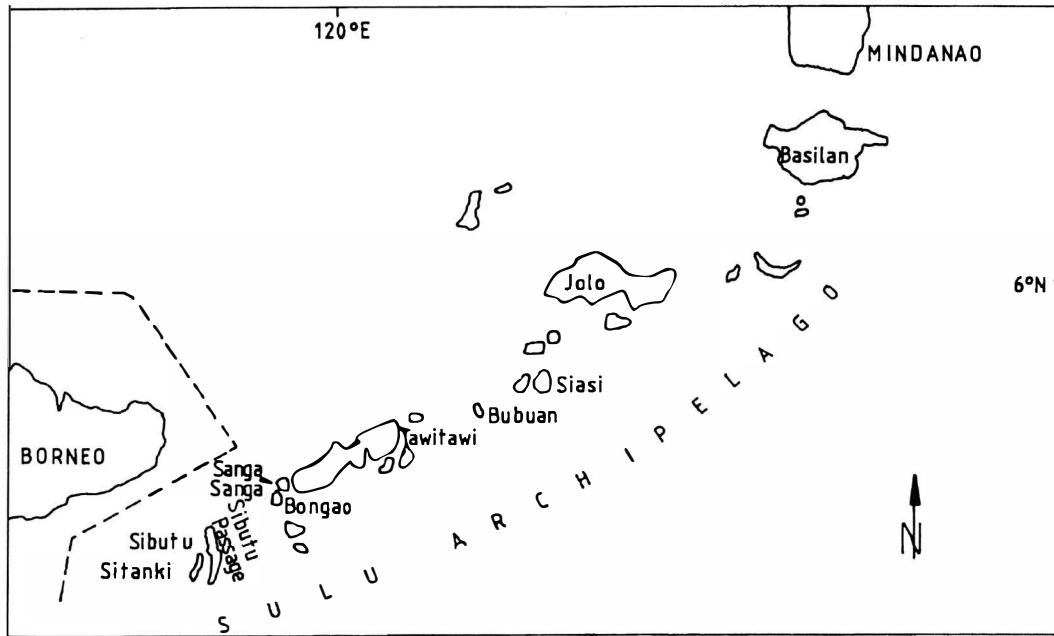 120°E
MINDANAO
Basilan
Jolo
6°N
Siasi
Bubuan
Tawitawi
BORNEO
Sanga
Sanga
Bongao
Sibutu
Passage
Sibutu
Sitanki
SULU ARCHIPELAGO
N